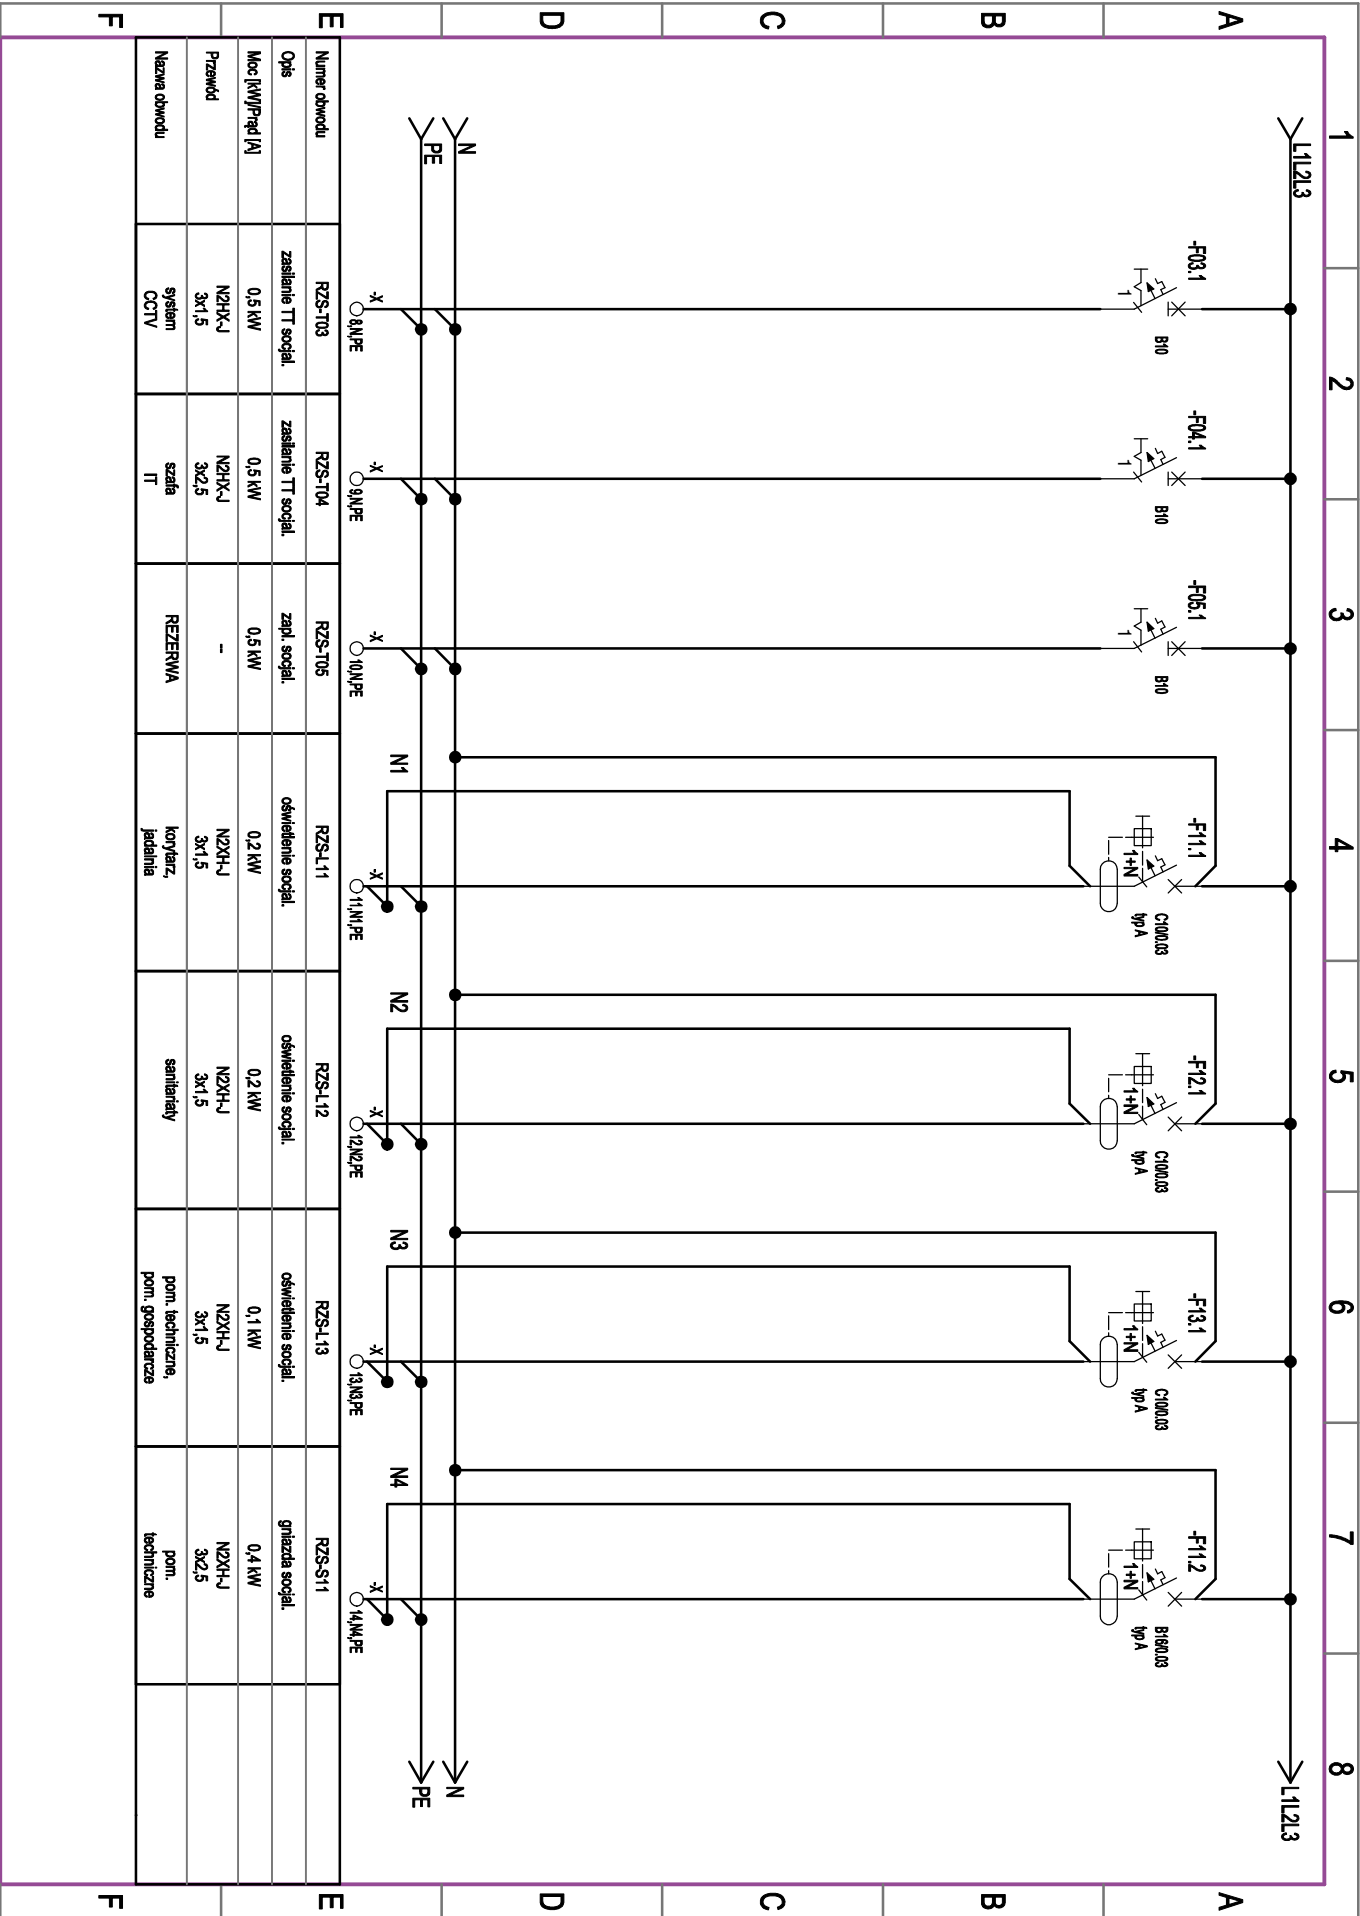 1
2
3
4
5
6
7
8
A
A
B
B
C
C
D
D
E
E
F
F
L1L2L3
L1L2L3
-F03.1
1
B10
-F04.1
1
B10
-F05.1
1
B10
-F11.1
1+N
C10/0.03
typ A
-F12.1
1+N
C10/0.03
typ A
-F13.1
1+N
C10/0.03
typ A
-F11.2
1+N
B16/0.03
typ A
N
N
PE
PE
N1
N2
N3
N4
-X
8,N,PE
-X
9,N,PE
-X
10,N,PE
-X
11,N1,PE
-X
12,N2,PE
-X
13,N3,PE
-X
14,N4,PE
Numer obwodu
RZS-T03
RZS-T04
RZS-T05
RZS-L11
RZS-L12
RZS-L13
RZS-S11
Opis
zasilanie TT socjal.
zasilanie TT socjal.
zapl. socjal.
oświetlenie socjal.
oświetlenie socjal.
oświetlenie socjal.
gniazda socjal.
Moc [kW]/Prąd [A]
0,5 kW
0,5 kW
0,5 kW
0,2 kW
0,2 kW
0,1 kW
0,4 kW
Przewód
N2HX-J
3x1,5
N2HX-J
3x2,5
--
N2XH-J
3x1,5
N2XH-J
3x1,5
N2XH-J
3x1,5
N2XH-J
3x2,5
Nazwa obwodu
system
CCTV
szafa
IT
REZERWA
korytarz,
jadalnia
sanitariaty
pom. techniczne,
pom. gospodarcze
pom.
techniczne